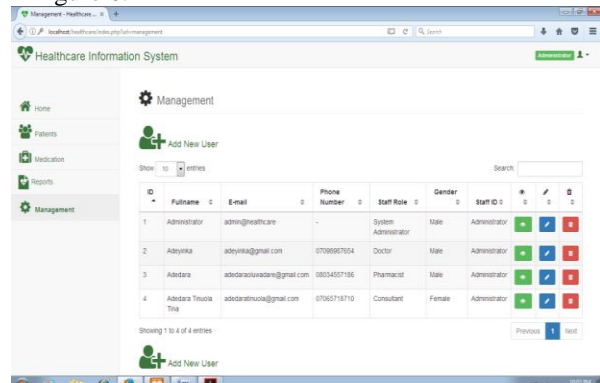 Management - Healthcare ... x
localhost/healthcare/index.php?url=management
Search
Healthcare Information System
Administrator
Home
Patients
Medication
Reports
Management
Management
Add New User
Show 10 entries
Search:
ID Fullname E-mail Phone Number Staff Role Gender Staff ID
1 Administrator admin@healthcare - System Administrator Male Administrator
2 Adeyinka adeyinka@gmail.com 07096987654 Doctor Male Administrator
3 Adedara adedaraoluwadare@gmail.com 08034557186 Pharmacist Male Administrator
4 Adedara Tinuola Tina adedaratinuola@gmail.com 07065718710 Consultant Female Administrator
Showing 1 to 4 of 4 entries
Previous 1 Next
Add New User